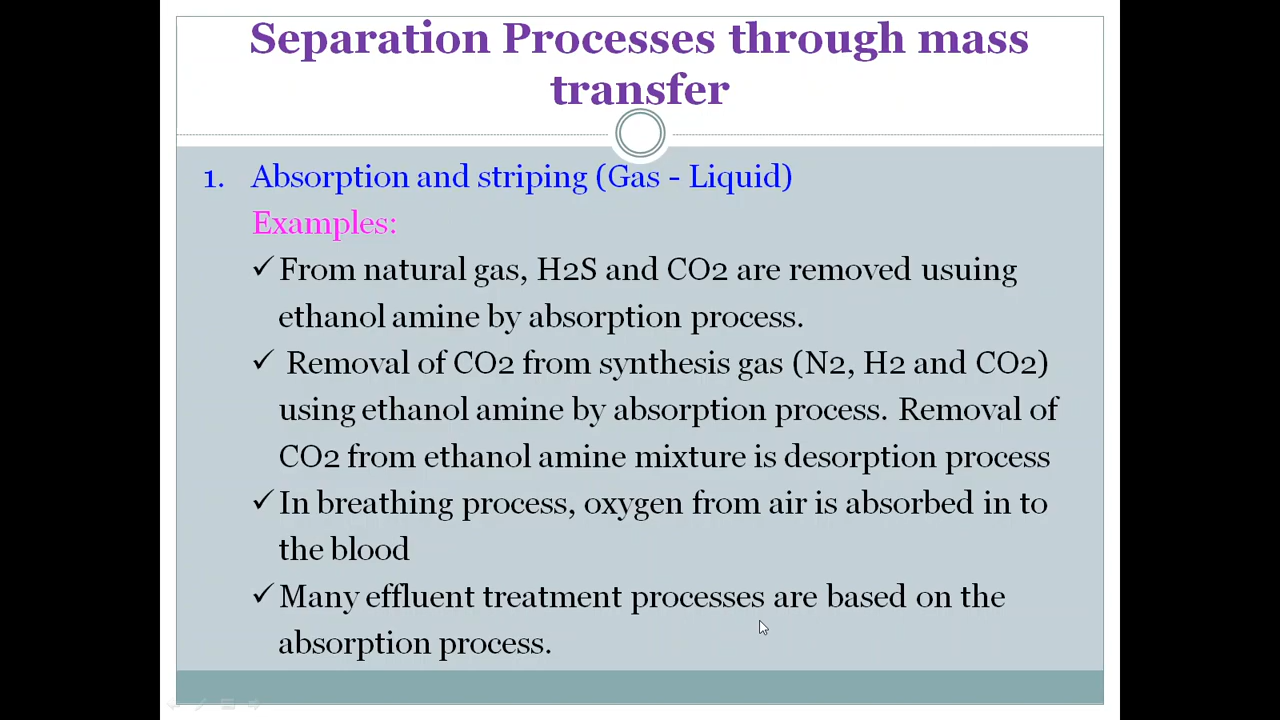 Separation Processes through mass
transfer
1. Absorption and striping (Gas - Liquid)
Examples:
✓ From natural gas, H2S and CO2 are removed usuing
ethanol amine by absorption process.
✓ Removal of CO2 from synthesis gas (N2, H2 and CO2)
using ethanol amine by absorption process. Removal of
CO2 from ethanol amine mixture is desorption process
✓ In breathing process, oxygen from air is absorbed in to
the blood
✓ Many effluent treatment processes are based on the
absorption process.